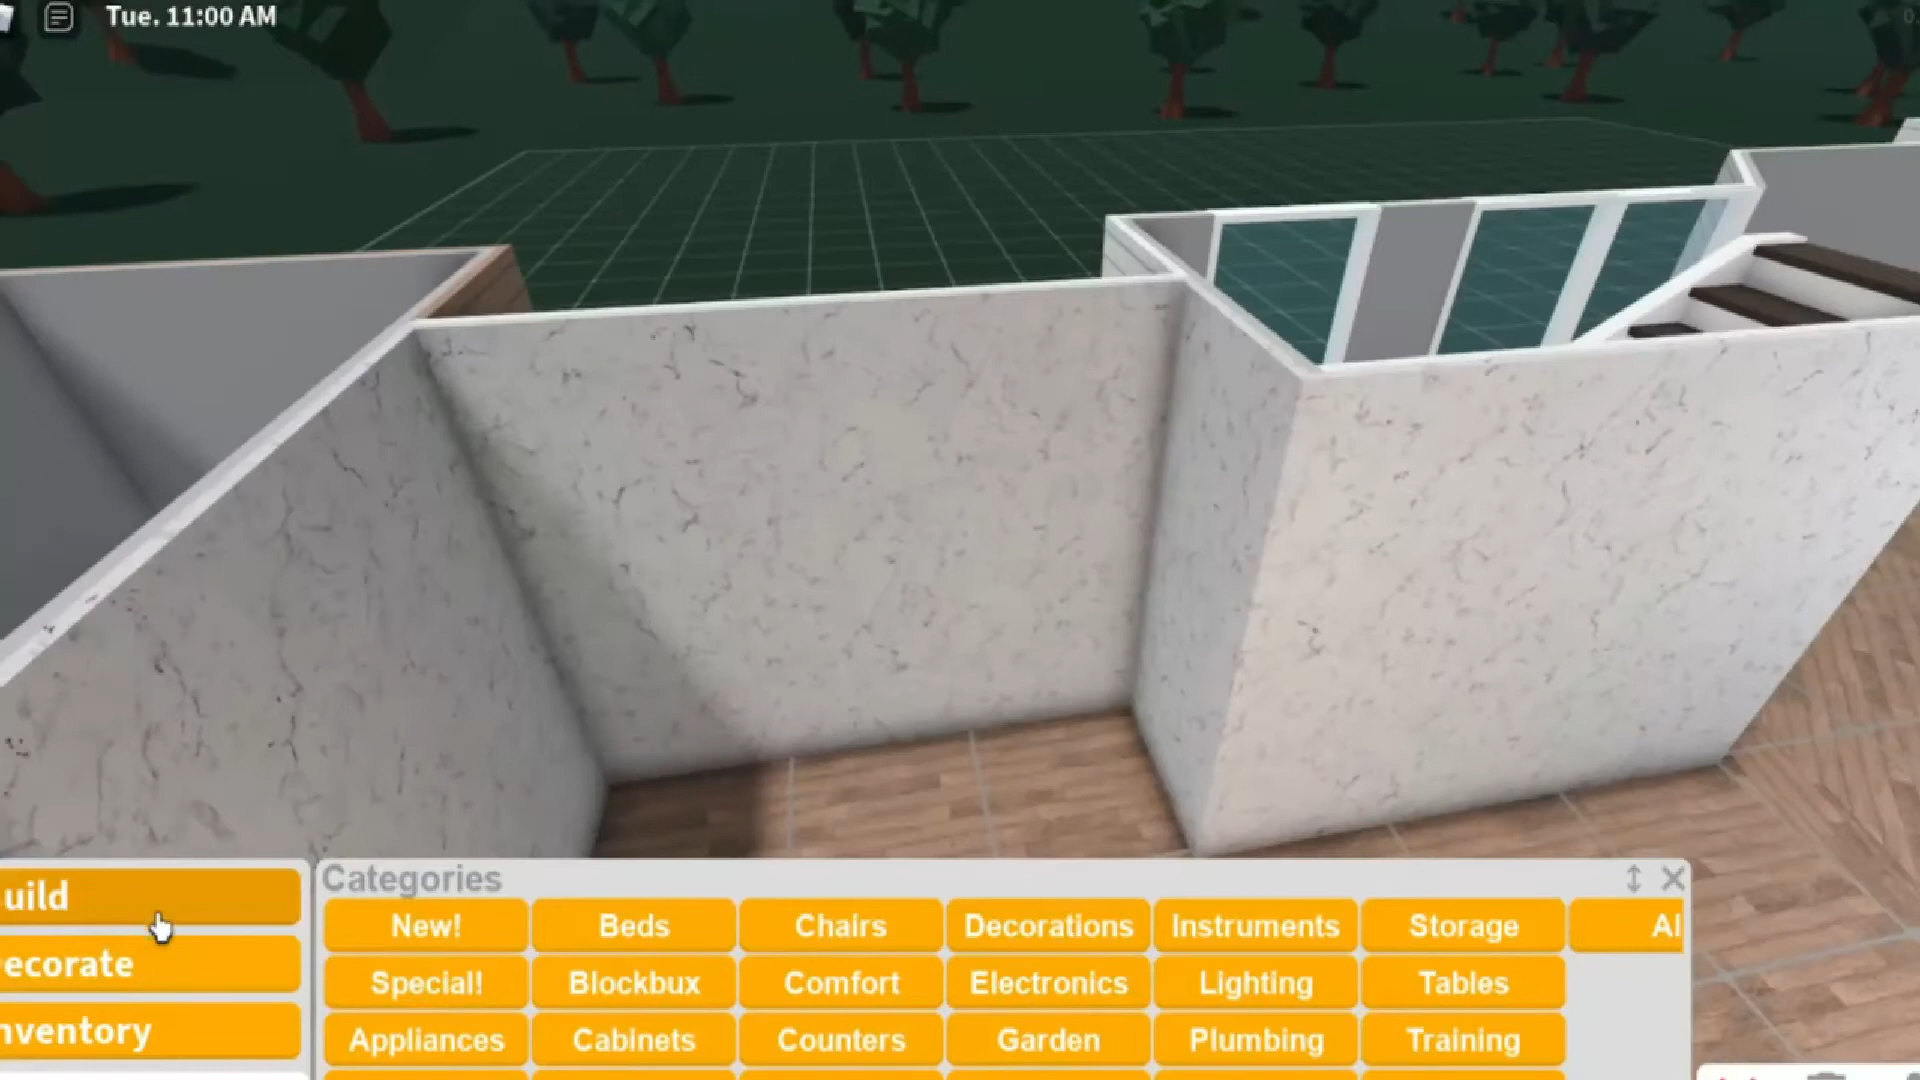 Tue. 11:00 AM
uild
ecorate
nventory
Categories
New! Beds Chairs Decorations Instruments Storage Al
Special! Blockbux Comfort Electronics Lighting Tables
Appliances Cabinets Counters Garden Plumbing Training